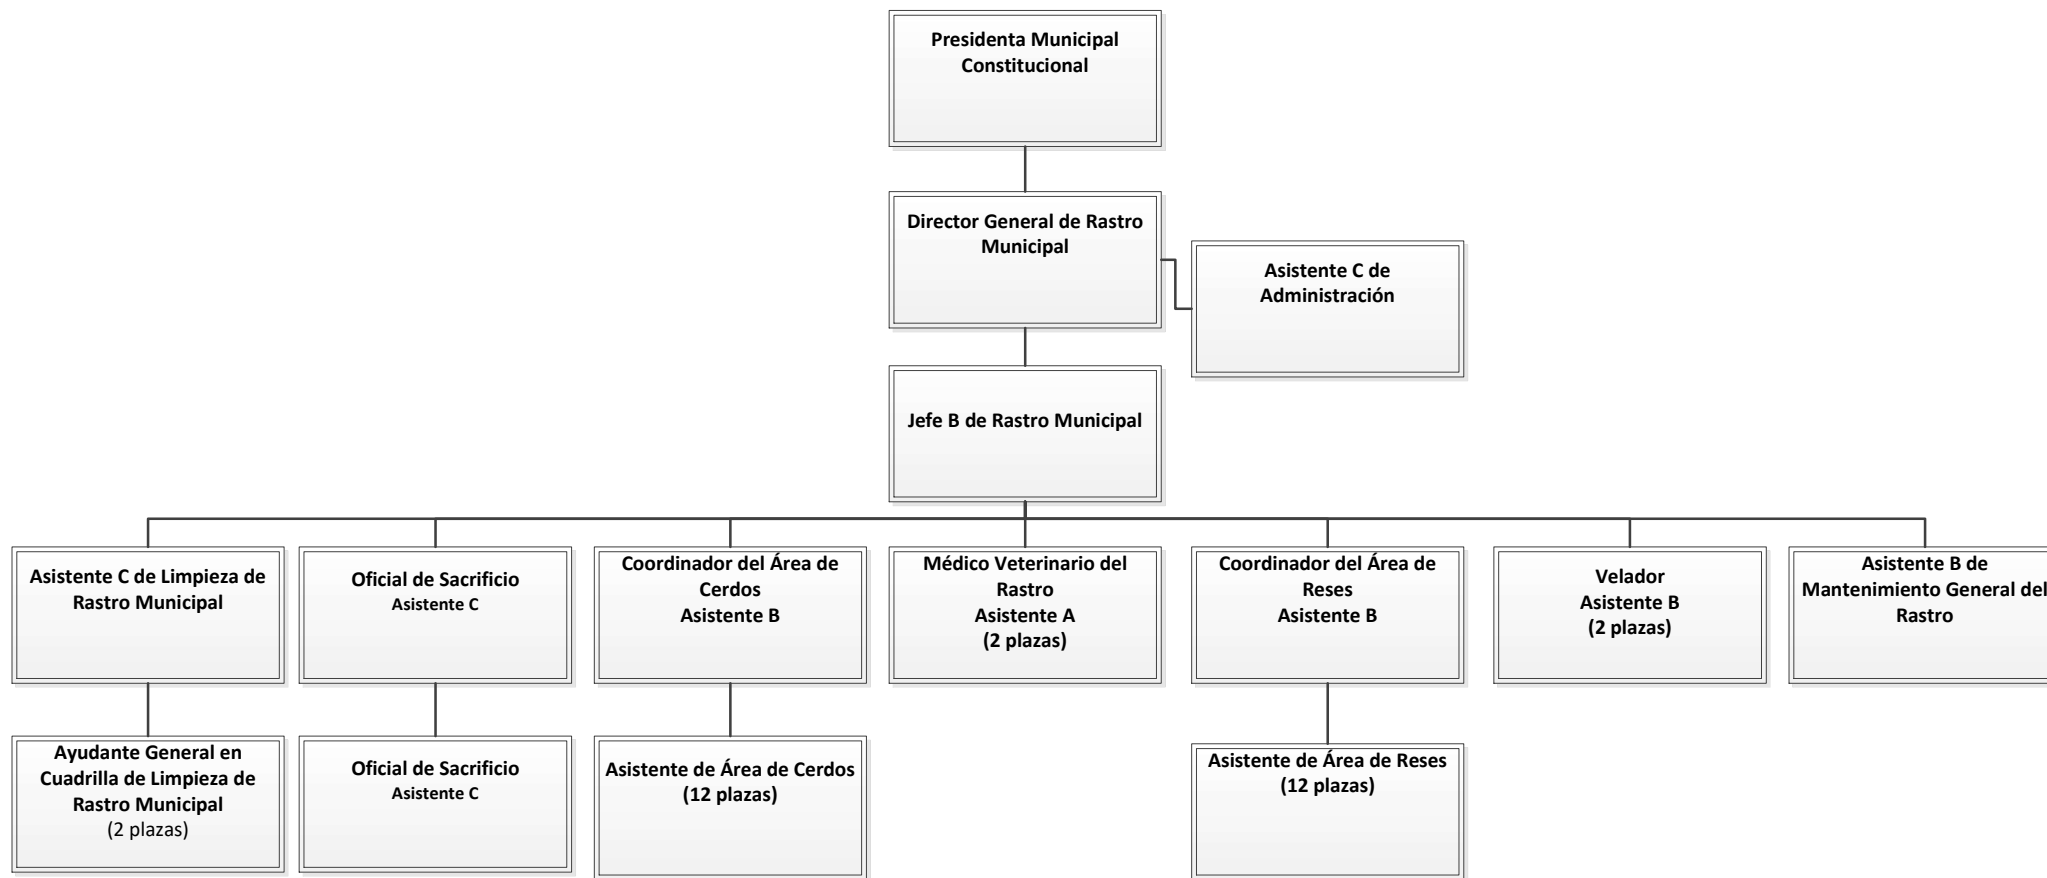 Presidenta Municipal
Constitucional
Director General de Rastro
Municipal
Asistente C de
Administración
Jefe B de Rastro Municipal
Asistente C de Limpieza de
Rastro Municipal
Oficial de Sacrificio
Asistente C
Coordinador del Área de
Cerdos
Asistente B
Médico Veterinario del
Rastro
Asistente A
(2 plazas)
Coordinador del Área de
Reses
Asistente B
Velador
Asistente B
(2 plazas)
Asistente B de
Mantenimiento General del
Rastro
Ayudante General en
Cuadrilla de Limpieza de
Rastro Municipal
(2 plazas)
Oficial de Sacrificio
Asistente C
Asistente de Área de Cerdos
(12 plazas)
Asistente de Área de Reses
(12 plazas)